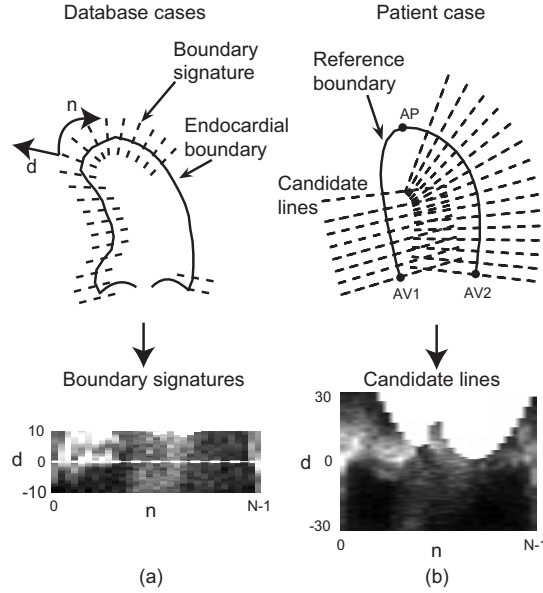 Database cases
Boundary
signature
n
Endocardial
boundary
d
Boundary signatures
10
d
0
-10
0
n
N-1
(a)
Patient case
Reference
boundary
AP
Candidate
lines
AV1
AV2
Candidate lines
30
d
0
-30
0
n
N-1
(b)